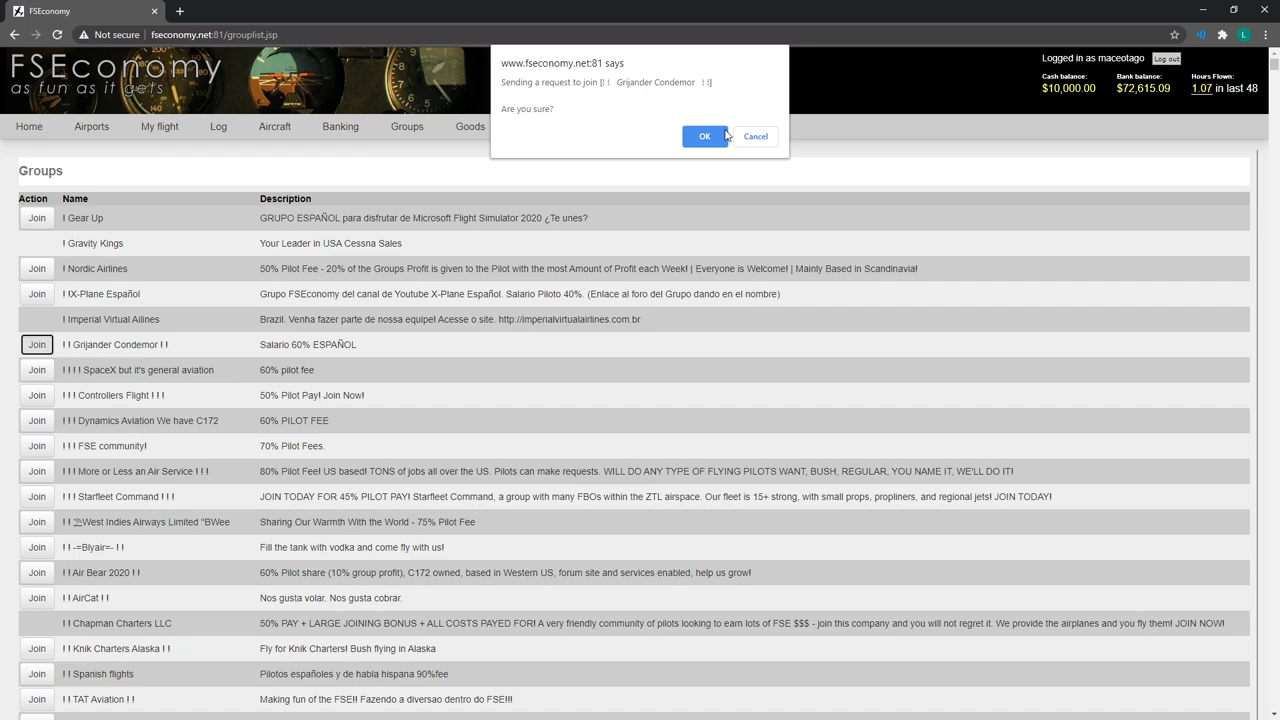 FSEconomy
Not secure fseconomy.net:81/grouplist.jsp
FSEconomy
as fun as it gets
www.fseconomy.net:81 says
Sending a request to join [! ! Grijander Condemor ! !]
Are you sure?
OK Cancel
Logged in as maceotago Log out
Cash balance: Bank balance: Hours Flown:
$10,000.00 $72,615.09 1.07 in last 48
Home Airports My flight Log Aircraft Banking Groups Goods
Groups
Action Name Description
Join ! Gear Up GRUPO ESPAÑOL para disfrutar de Microsoft Flight Simulator 2020 ¿Te unes?
! Gravity Kings Your Leader in USA Cessna Sales
Join ! Nordic Airlines 50% Pilot Fee - 20% of the Groups Profit is given to the Pilot with the most Amount of Profit each Week! | Everyone is Welcome! | Mainly Based in Scandinavia!
Join ! !X-Plane Español Grupo FSEconomy del canal de Youtube X-Plane Español. Salario Piloto 40%. (Enlace al foro del Grupo dando en el nombre)
! Imperial Virtual Ailines Brazil. Venha fazer parte de nossa equipe! Acesse o site. http://imperialvirtualairlines.com.br
Join ! ! Grijander Condemor ! ! Salario 60% ESPAÑOL
Join ! ! ! ! SpaceX but it's general aviation 60% pilot fee
Join ! ! ! Controllers Flight ! ! ! 50% Pilot Pay! Join Now!
Join ! ! ! Dynamics Aviation We have C172 60% PILOT FEE
Join ! ! ! FSE community! 70% Pilot Fees.
Join ! ! ! More or Less an Air Service ! ! ! 80% Pilot Fee! US based! TONS of jobs all over the US. Pilots can make requests. WILL DO ANY TYPE OF FLYING PILOTS WANT, BUSH, REGULAR, YOU NAME IT, WE'LL DO IT!
Join ! ! ! Starfleet Command ! ! ! JOIN TODAY FOR 45% PILOT PAY! Starfleet Command, a group with many FBOs within the ZTL airspace. Our fleet is 15+ strong, with small props, propliners, and regional jets! JOIN TODAY!
Join ! ! West Indies Airways Limited "BWee Sharing Our Warmth With the World - 75% Pilot Fee
Join ! ! -=Blyair=- ! ! Fill the tank with vodka and come fly with us!
Join ! ! Air Bear 2020 ! ! 60% Pilot share (10% group profit), C172 owned, based in Western US, forum site and services enabled, help us grow!
Join ! ! AirCat ! ! Nos gusta volar. Nos gusta cobrar.
! ! Chapman Charters LLC 50% PAY + LARGE JOINING BONUS + ALL COSTS PAYED FOR! A very friendly community of pilots looking to earn lots of FSE $$$ - join this company and you will not regret it. We provide the airplanes and you fly them! JOIN NOW!
Join ! ! Knik Charters Alaska ! ! Fly for Knik Charters! Bush flying in Alaska
Join ! ! Spanish flights Pilotos españoles y de habla hispana 90%fee
Join ! ! TAT Aviation ! ! Making fun of the FSE!! Fazendo a diversao dentro do FSE!!!